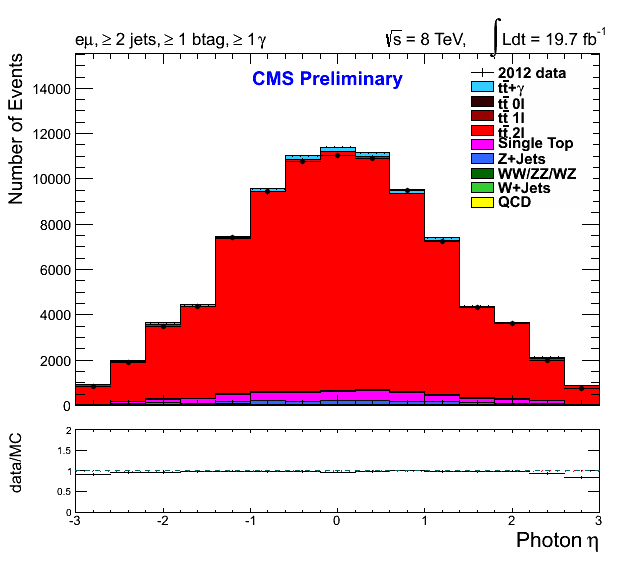 eμ, ≥ 2 jets, ≥ 1 btag, ≥ 1 γ
√s = 8 TeV, ∫ Ldt = 19.7 fb⁻¹
CMS Preliminary
2012 data
tt̄+γ
tt̄ 0l
tt̄ 1l
tt̄ 2l
Single Top
Z+Jets
WW/ZZ/WZ
W+Jets
QCD
Number of Events
14000
12000
10000
8000
6000
4000
2000
0
data/MC
2
1.5
1
0.5
0
-3 -2 -1 0 1 2 3
Photon η